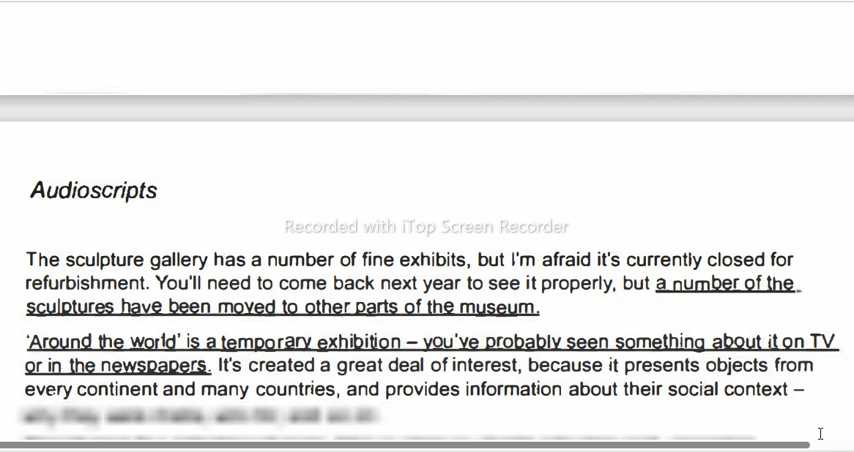 Audioscripts
Recorded with iTop Screen Recorder
The sculpture gallery has a number of fine exhibits, but I'm afraid it's currently closed for
refurbishment. You'll need to come back next year to see it properly, but a number of the
sculptures have been moved to other parts of the museum.
'Around the world' is a temporary exhibition – you've probably seen something about it on TV
or in the newspapers. It's created a great deal of interest, because it presents objects from
every continent and many countries, and provides information about their social context –